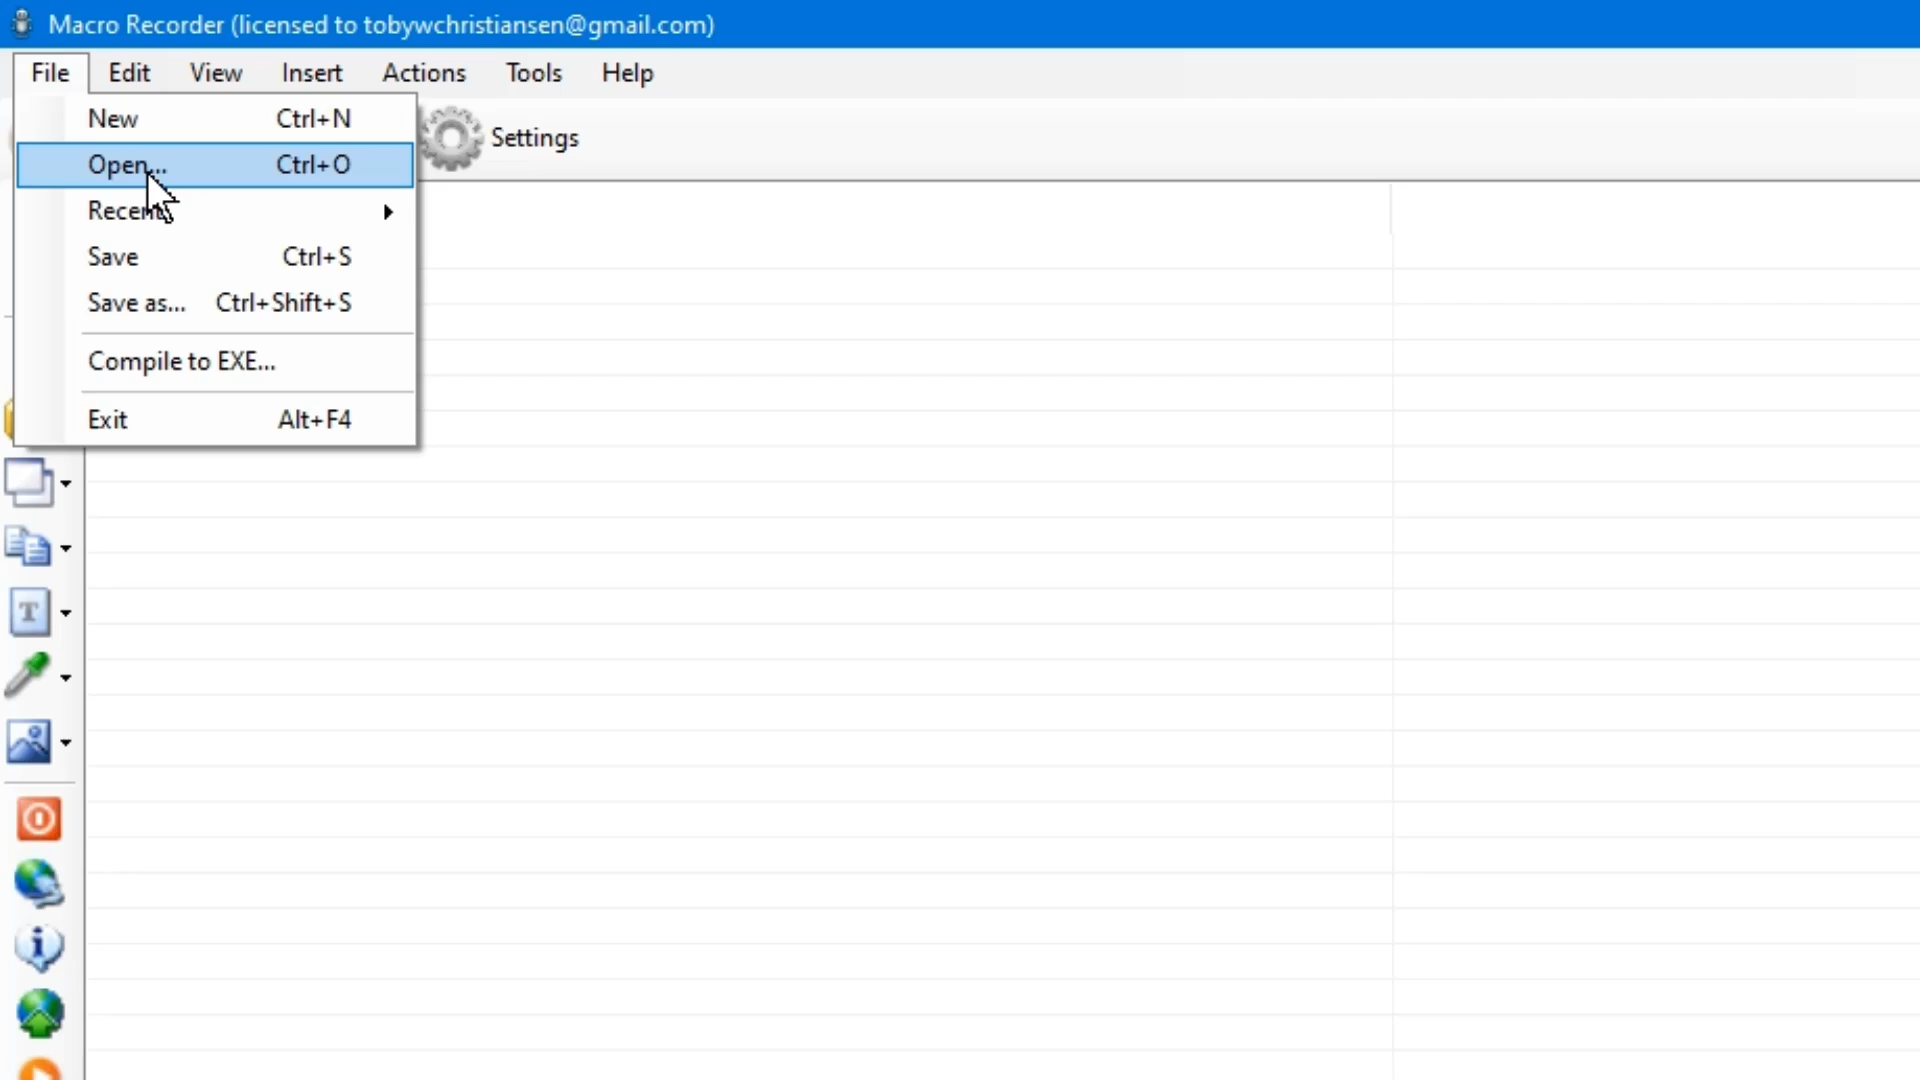 Macro Recorder (licensed to tobywchristiansen@gmail.com)
File Edit View Insert Actions Tools Help
New Ctrl+N
Open... Ctrl+O
Recent
Save Ctrl+S
Save as... Ctrl+Shift+S
Compile to EXE...
Exit Alt+F4
Settings
T